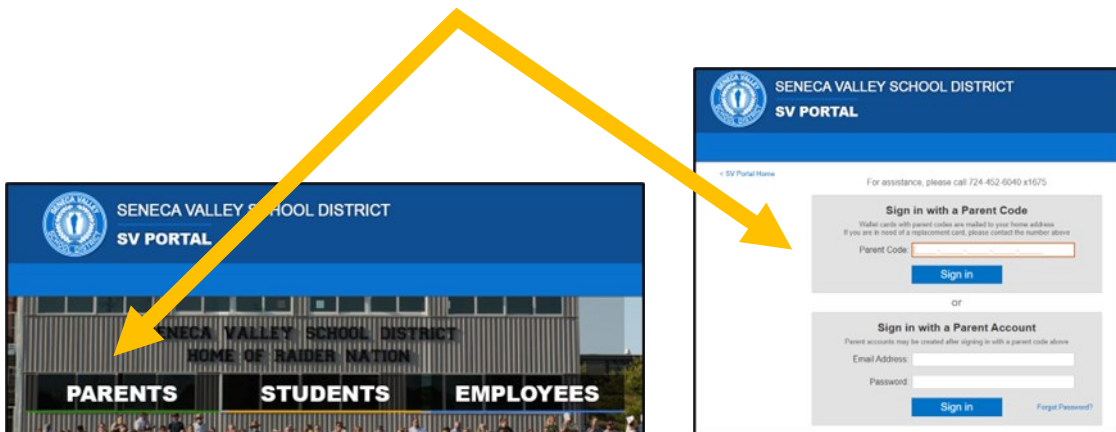 SENECA VALLEY SCHOOL DISTRICT
SV PORTAL
SENECA VALLEY SCHOOL DISTRICT
HOME OF RAIDER NATION
PARENTS STUDENTS EMPLOYEES
SENECA VALLEY SCHOOL DISTRICT
SV PORTAL
< SV Portal Home
For assistance, please call 724-452-6040 x1675
Sign in with a Parent Code
Wallet cards with parent codes are mailed to your home address
If you are in need of a replacement card, please contact the number above
Parent Code:
Sign in
or
Sign in with a Parent Account
Parent accounts may be created after signing in with a parent code above
Email Address:
Password:
Sign in Forgot Password?